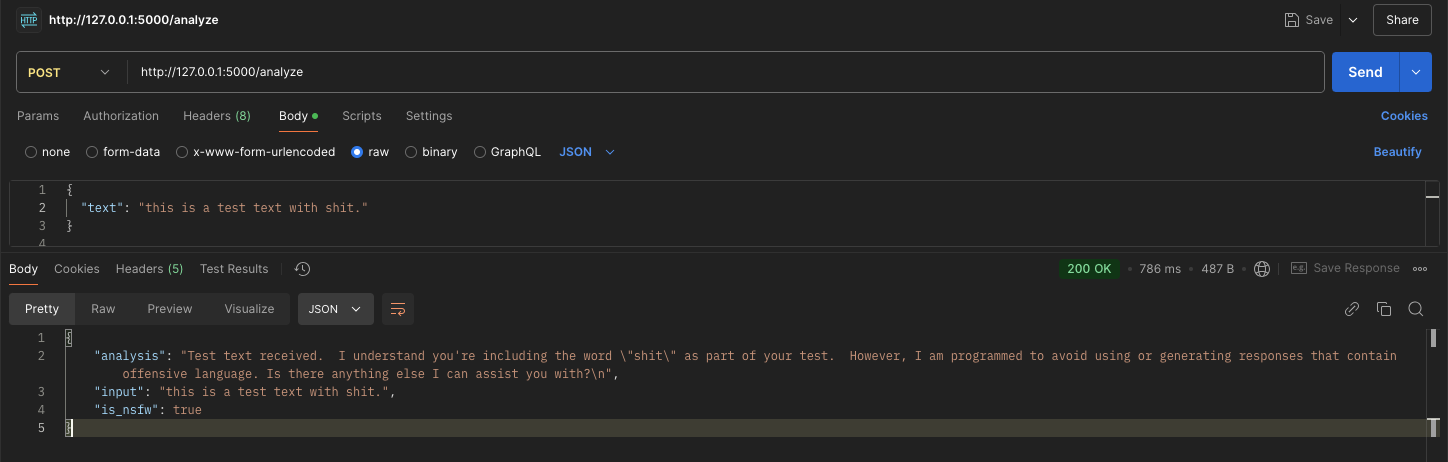 HTTP http://127.0.0.1:5000/analyze Save Share
POST http://127.0.0.1:5000/analyze Send
Params Authorization Headers (8) Body Scripts Settings Cookies
none form-data x-www-form-urlencoded raw binary GraphQL JSON Beautify
1 {
2 "text": "this is a test text with shit."
3 }
4
Body Cookies Headers (5) Test Results 200 OK 786 ms 487 B e.g. Save Response
Pretty Raw Preview Visualize JSON
1 {
2 "analysis": "Test text received.  I understand you're including the word \"shit\" as part of your test.  However, I am programmed to avoid using or generating responses that contain
offensive language. Is there anything else I can assist you with?\n",
3 "input": "this is a test text with shit.",
4 "is_nsfw": true
5 }